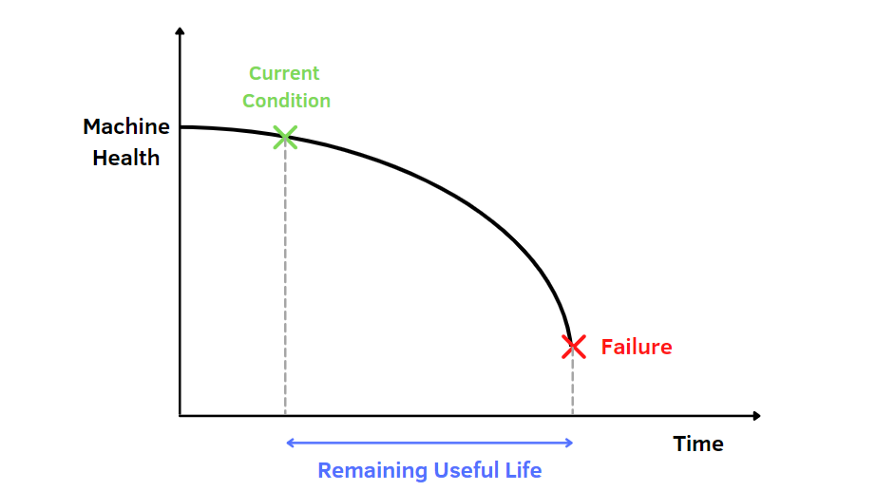 Current
Condition
Machine
Health
Failure
Time
Remaining Useful Life